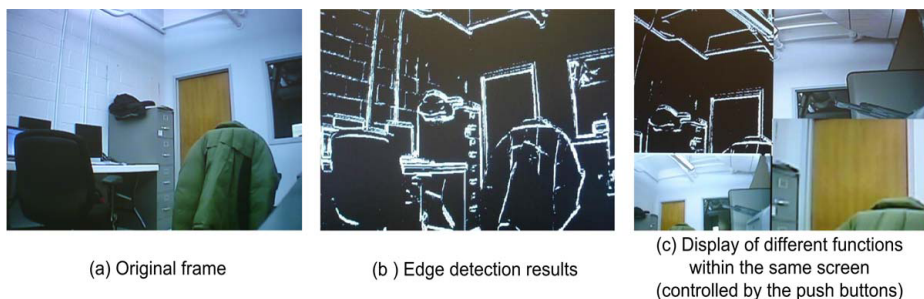 (a) Original frame
(b ) Edge detection results
(c) Display of different functions
within the same screen
(controlled by the push buttons)